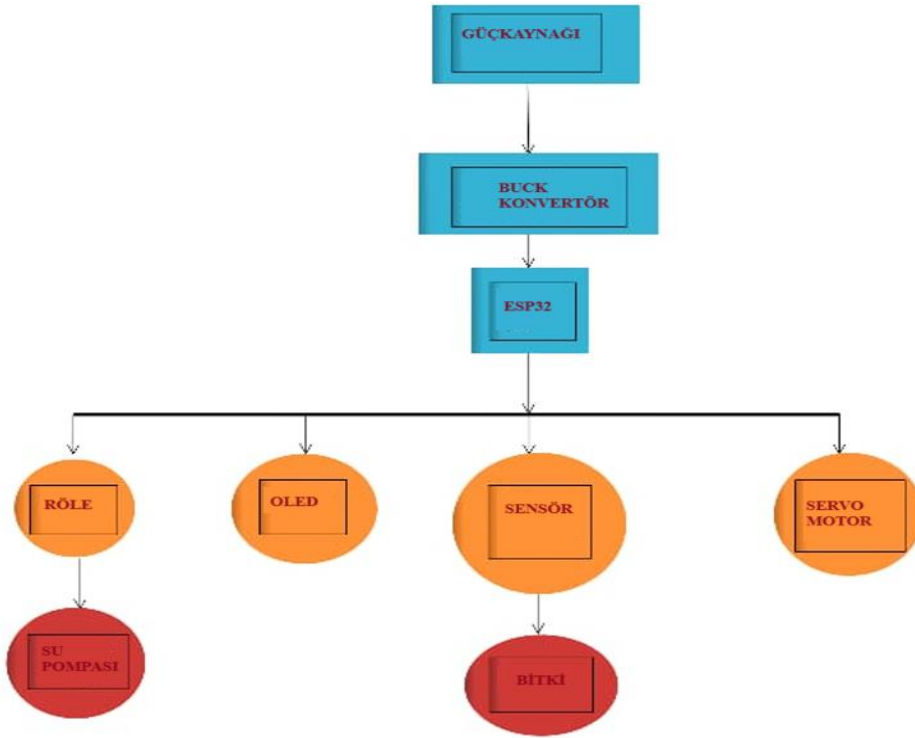 GÜÇKAYNAĞI
BUCK
KONVERTÖR
ESP32
RÖLE
OLED
SENSÖR
SERVO
MOTOR
SU
POMPASI
BİTKİ